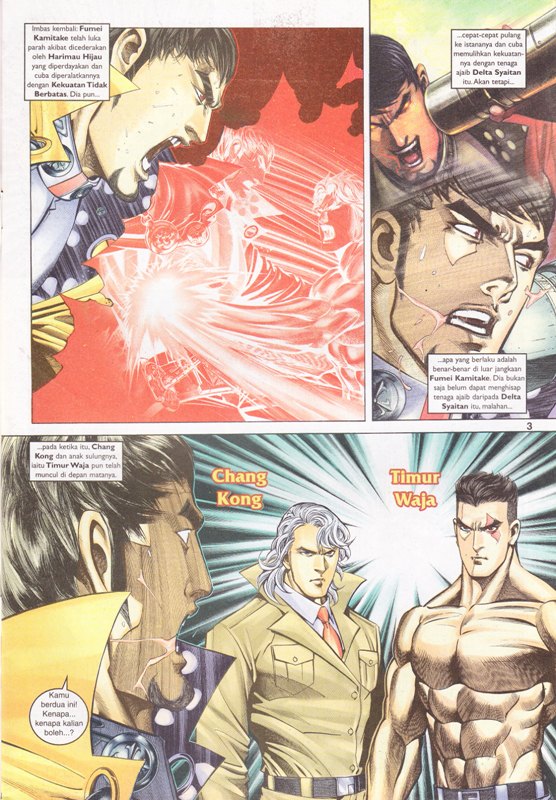 Imbas kembali: Fumei
Kamitake telah luka
parah akibat dicederakan
oleh Harimau Hijau
yang diperdayakan dan
cuba diperalatkannya
dengan Kekuatan Tidak
Berbatas. Dia pun...
...cepat-cepat pulang
ke istananya dan cuba
memulihkan kekuatan-
nya dengan tenaga
ajaib Delta Syaitan
itu. Akan tetapi...
...apa yang berlaku adalah
benar-benar di luar jangkaan
Fumei Kamitake. Dia bukan
saja belum dapat menghisap
tenaga ajaib daripada Delta
Syaitan itu, malahan...
3
...pada ketika itu, Chang
Kong dan anak sulungnya,
iaitu Timur Waja pun telah
muncul di depan matanya.
Chang
Kong
Timur
Waja
Kamu
berdua ini!
Kenapa...
kenapa kalian
boleh...?